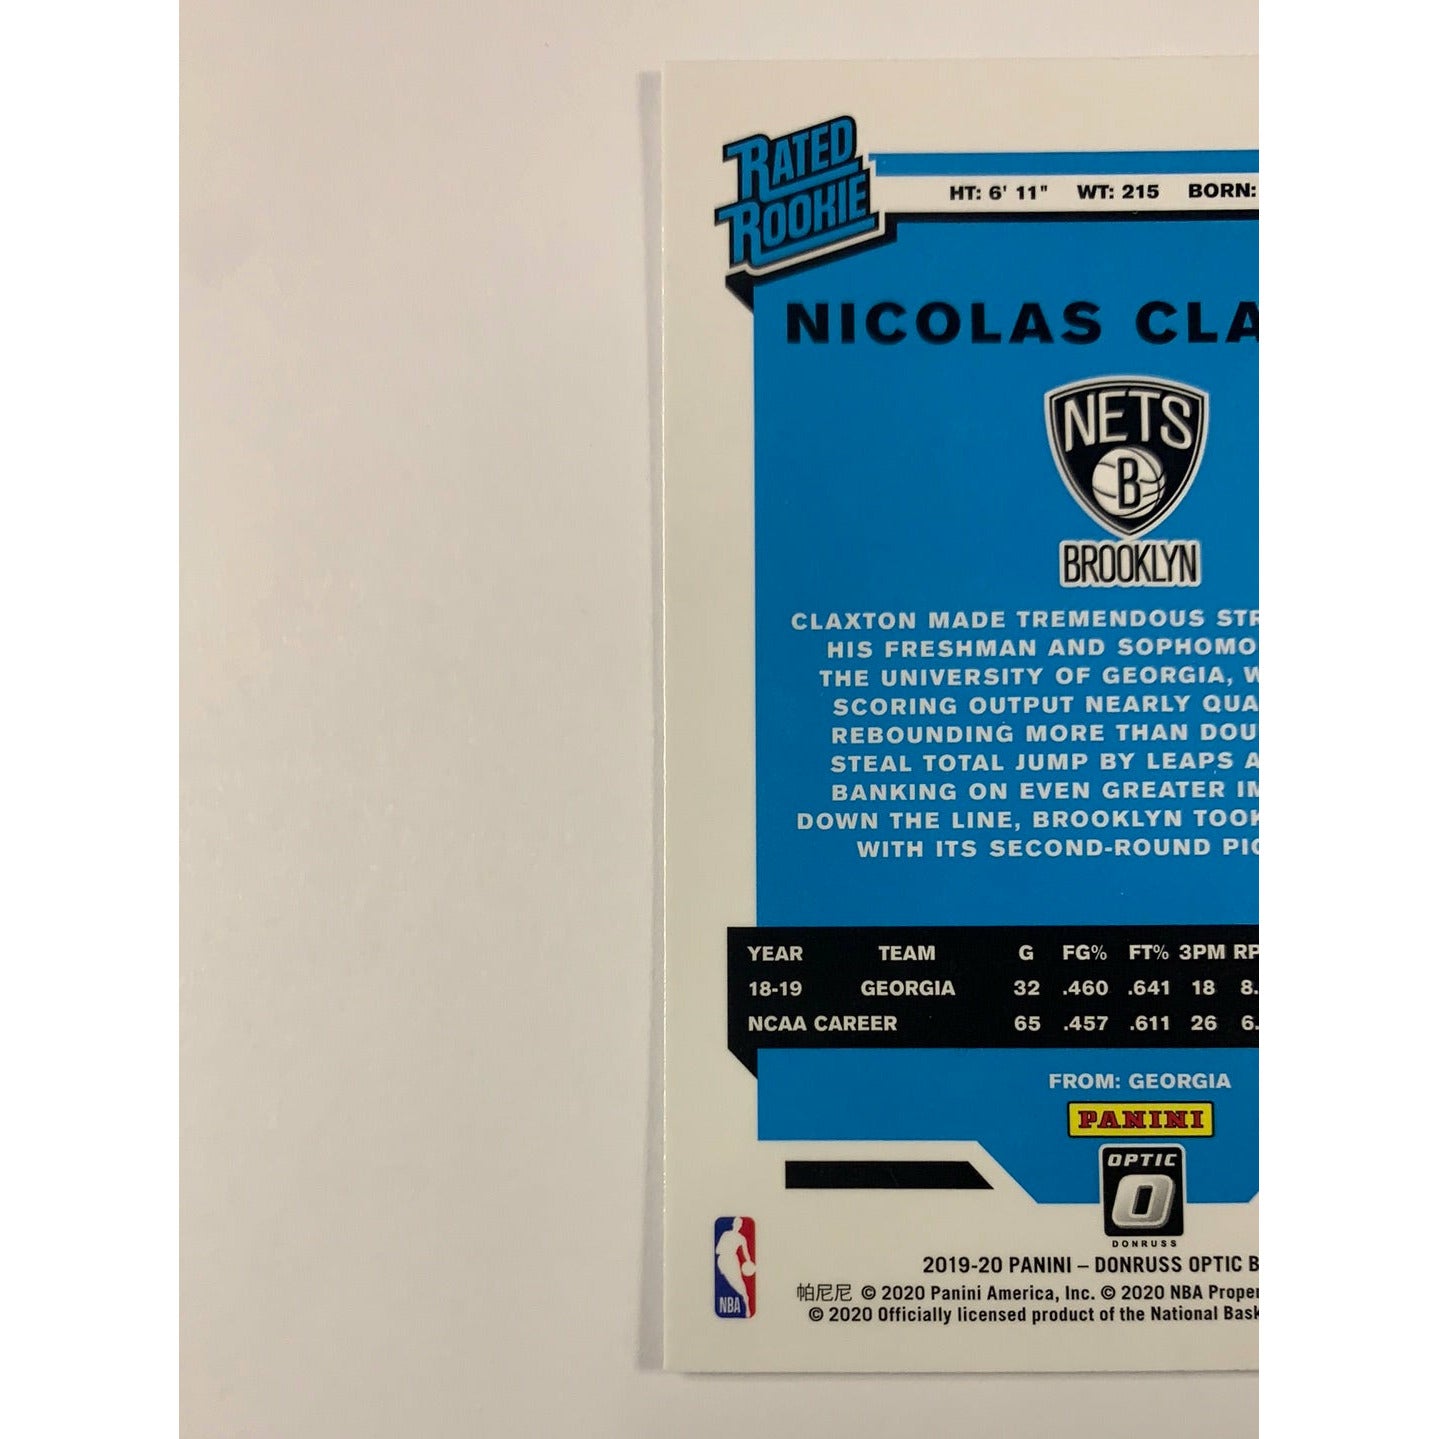 RATED
ROOKIE
HT: 6' 11" WT: 215 BORN:
NICOLAS CLA
NETS
B
BROOKLYN
CLAXTON MADE TREMENDOUS STR
HIS FRESHMAN AND SOPHOMO
THE UNIVERSITY OF GEORGIA, W
SCORING OUTPUT NEARLY QUA
REBOUNDING MORE THAN DOU
STEAL TOTAL JUMP BY LEAPS A
BANKING ON EVEN GREATER IM
DOWN THE LINE, BROOKLYN TOOK
WITH ITS SECOND-ROUND PIC
YEAR TEAM G FG% FT% 3PM RP
18-19 GEORGIA 32 .460 .641 18 8.
NCAA CAREER 65 .457 .611 26 6.
FROM: GEORGIA
PANINI
OPTIC
O
DONRUSS
NBA
2019-20 PANINI – DONRUSS OPTIC B
帕尼尼 © 2020 Panini America, Inc. © 2020 NBA Proper
© 2020 Officially licensed product of the National Bask